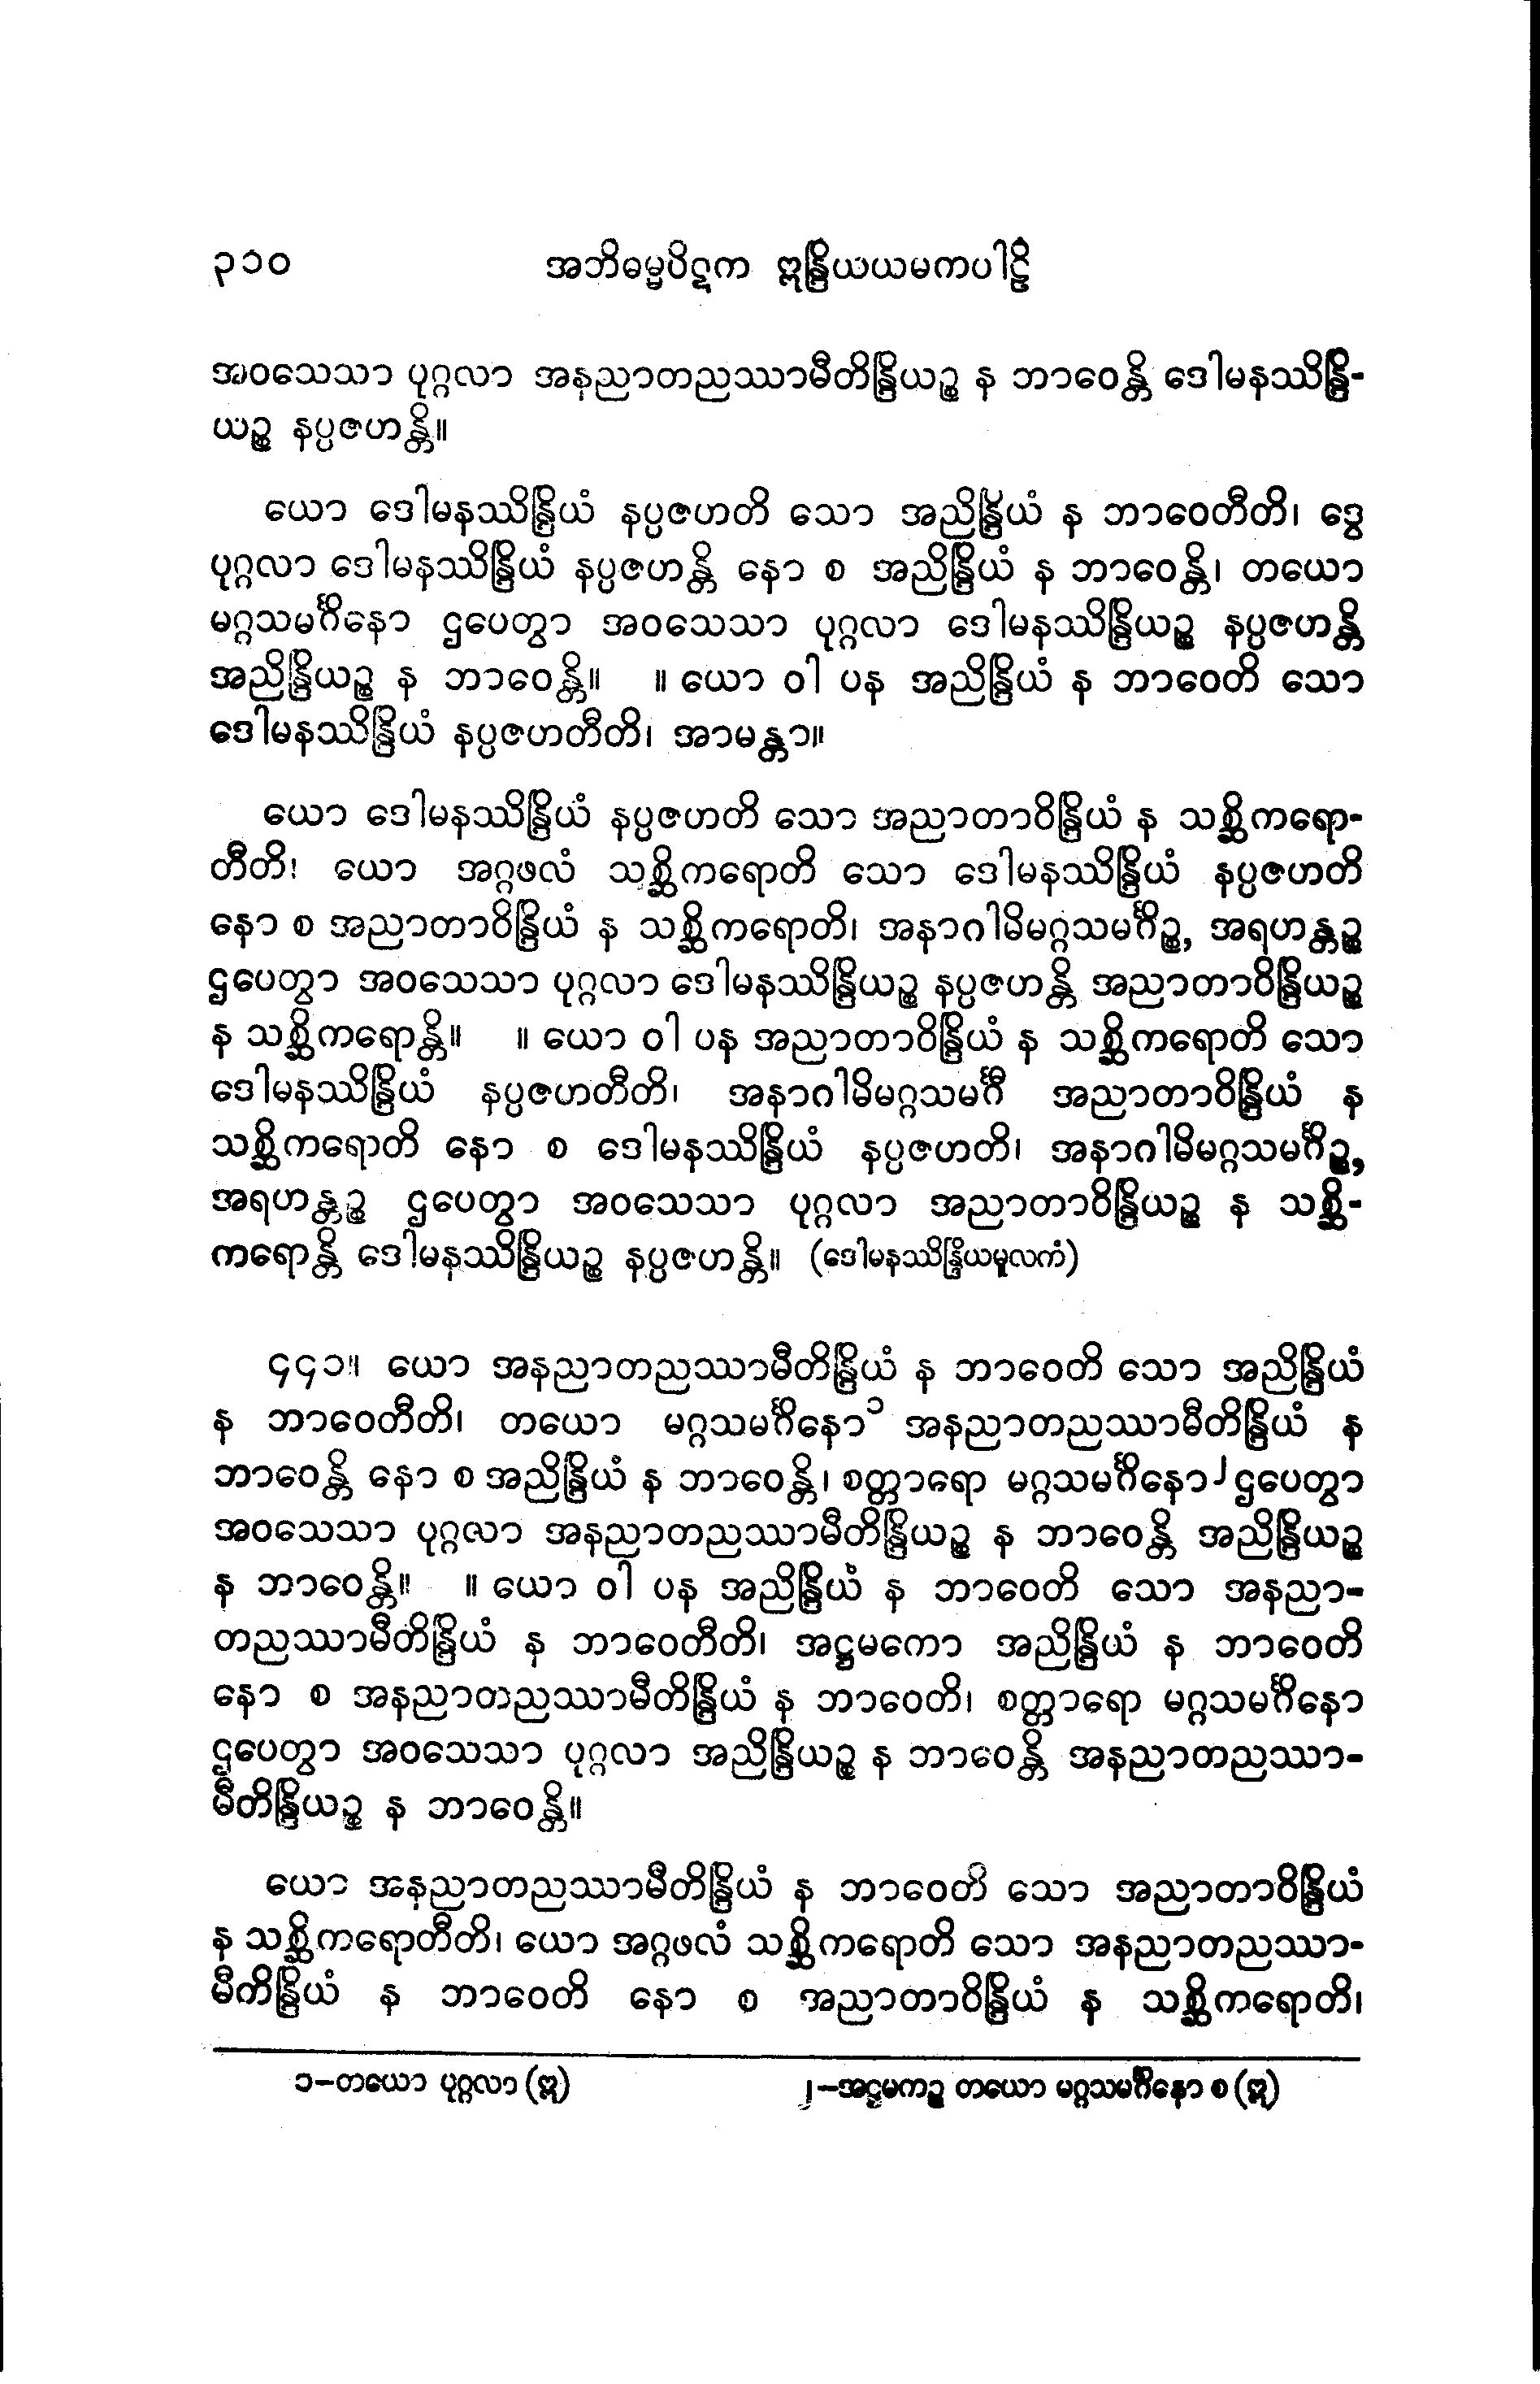 ၃၁၀ အဘိဓမ္မပိဋက ဣန္ဒြိယယမကပါဠိ
အဝသေသာ ပုဂ္ဂလာ အနညာတညဿာမီတိန္ဒြိယဉ္စ န ဘာဝေန္တိ ဒေါမနဿိန္ဒြိ-
ယဉ္စ နပ္ပဇဟန္တိ။
ယော ဒေါမနဿိန္ဒြိယံ နပ္ပဇဟတိ သော အညိန္ဒြိယံ န ဘာဝေတီတိ၊ ဒွေ
ပုဂ္ဂလာ ဒေါမနဿိန္ဒြိယံ နပ္ပဇဟန္တိ နော စ အညိန္ဒြိယံ န ဘာဝေန္တိ၊ တယော
မဂ္ဂသမင်္ဂိနော ဌပေတွာ အဝသေသာ ပုဂ္ဂလာ ဒေါမနဿိန္ဒြိယဉ္စ နပ္ပဇဟန္တိ
အညိန္ဒြိယဉ္စ န ဘာဝေန္တိ။ ။ ယော ဝါ ပန အညိန္ဒြိယံ န ဘာဝေတိ သော
ဒေါမနဿိန္ဒြိယံ နပ္ပဇဟတီတိ၊ အာမန္တာ။
ယော ဒေါမနဿိန္ဒြိယံ နပ္ပဇဟတိ သော အညာတာဝိန္ဒြိယံ န သစ္ဆိကရော-
တီတိ၊ ယော အဂ္ဂဖလံ သစ္ဆိကရောတိ သော ဒေါမနဿိန္ဒြိယံ နပ္ပဇဟတိ
နော စ အညာတာဝိန္ဒြိယံ န သစ္ဆိကရောတိ၊ အနာဂါမိမဂ္ဂသမင်္ဂိဉ္စ, အရဟန္တဉ္စ
ဌပေတွာ အဝသေသာ ပုဂ္ဂလာ ဒေါမနဿိန္ဒြိယဉ္စ နပ္ပဇဟန္တိ အညာတာဝိန္ဒြိယဉ္စ
န သစ္ဆိကရောန္တိ။ ။ ယော ဝါ ပန အညာတာဝိန္ဒြိယံ န သစ္ဆိကရောတိ သော
ဒေါမနဿိန္ဒြိယံ နပ္ပဇဟတီတိ၊ အနာဂါမိမဂ္ဂသမင်္ဂီ အညာတာဝိန္ဒြိယံ န
သစ္ဆိကရောတိ နော စ ဒေါမနဿိန္ဒြိယံ နပ္ပဇဟတိ၊ အနာဂါမိမဂ္ဂသမင်္ဂိဉ္စ,
အရဟန္တဉ္စ ဌပေတွာ အဝသေသာ ပုဂ္ဂလာ အညာတာဝိန္ဒြိယဉ္စ န သစ္ဆိ-
ကရောန္တိ ဒေါမနဿိန္ဒြိယဉ္စ နပ္ပဇဟန္တိ။ (ဒေါမနဿိန္ဒြိယမူလကံ)
၄၄၁။ ယော အနညာတညဿာမီတိန္ဒြိယံ န ဘာဝေတိ သော အညိန္ဒြိယံ
န ဘာဝေတီတိ၊ တယော မဂ္ဂသမင်္ဂိနော၁ အနညာတညဿာမီတိန္ဒြိယံ န
ဘာဝေန္တိ နော စ အညိန္ဒြိယံ န ဘာဝေန္တိ၊ စတ္တာရော မဂ္ဂသမင်္ဂိနော၂ ဌပေတွာ
အဝသေသာ ပုဂ္ဂလာ အနညာတညဿာမီတိန္ဒြိယဉ္စ န ဘာဝေန္တိ အညိန္ဒြိယဉ္စ
န ဘာဝေန္တိ။ ။ ယော ဝါ ပန အညိန္ဒြိယံ န ဘာဝေတိ သော အနညာ-
တညဿာမီတိန္ဒြိယံ န ဘာဝေတီတိ၊ အဋ္ဌမကော အညိန္ဒြိယံ န ဘာဝေတိ
နော စ အနညာတညဿာမီတိန္ဒြိယံ န ဘာဝေတိ၊ စတ္တာရော မဂ္ဂသမင်္ဂိနော
ဌပေတွာ အဝသေသာ ပုဂ္ဂလာ အညိန္ဒြိယဉ္စ န ဘာဝေန္တိ အနညာတညဿာ-
မီတိန္ဒြိယဉ္စ န ဘာဝေန္တိ။
ယော အနညာတညဿာမီတိန္ဒြိယံ န ဘာဝေတိ သော အညာတာဝိန္ဒြိယံ
န သစ္ဆိကရောတီတိ၊ ယော အဂ္ဂဖလံ သစ္ဆိကရောတိ သော အနညာတညဿာ-
မီတိန္ဒြိယံ န ဘာဝေတိ နော စ အညာတာဝိန္ဒြိယံ န သစ္ဆိကရောတိ၊
၁−တယော ပုဂ္ဂလာ (ဣ) ၂−အဋ္ဌမကဉ္စ တယော မဂ္ဂသမင်္ဂိနော စ (ဣ)